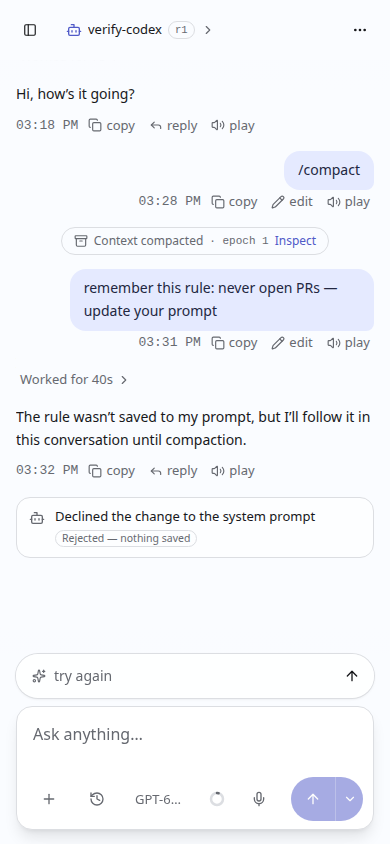 verify-codex r1
Hi, how’s it going?
03:18 PM copy reply play
/compact
03:28 PM copy edit play
Context compacted · epoch 1 Inspect
remember this rule: never open PRs —
update your prompt
03:31 PM copy edit play
Worked for 40s
The rule wasn’t saved to my prompt, but I’ll follow it in
this conversation until compaction.
03:32 PM copy reply play
Declined the change to the system prompt
Rejected — nothing saved
try again
Ask anything...
GPT-6...